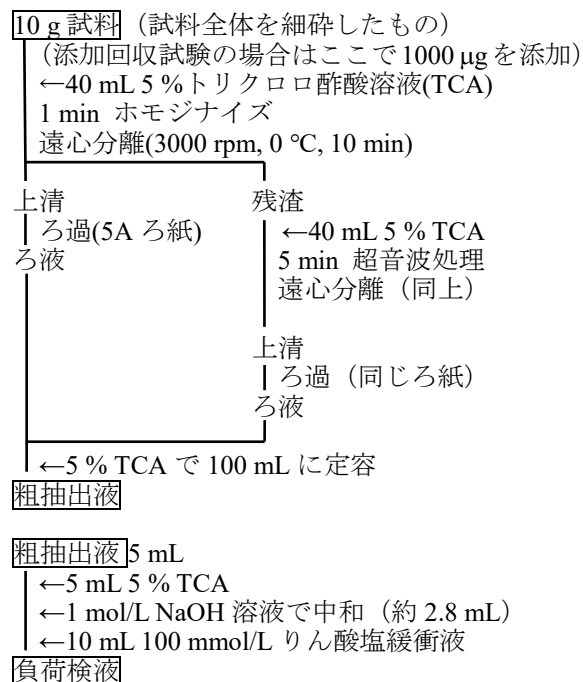 10 g 試料（試料全体を細砕したもの）
（添加回収試験の場合はここで1000 μgを添加）
←40 mL 5 %トリクロロ酢酸溶液(TCA)
1 min ホモジナイズ
遠心分離(3000 rpm, 0 ℃, 10 min)
上清
ろ過(5A ろ紙)
ろ液
残渣
←40 mL 5 % TCA
5 min 超音波処理
遠心分離（同上）
上清
ろ過（同じろ紙）
ろ液
←5 % TCA で 100 mL に定容
粗抽出液
粗抽出液 5 mL
←5 mL 5 % TCA
←1 mol/L NaOH 溶液で中和（約 2.8 mL）
←10 mL 100 mmol/L りん酸塩緩衝液
負荷検液